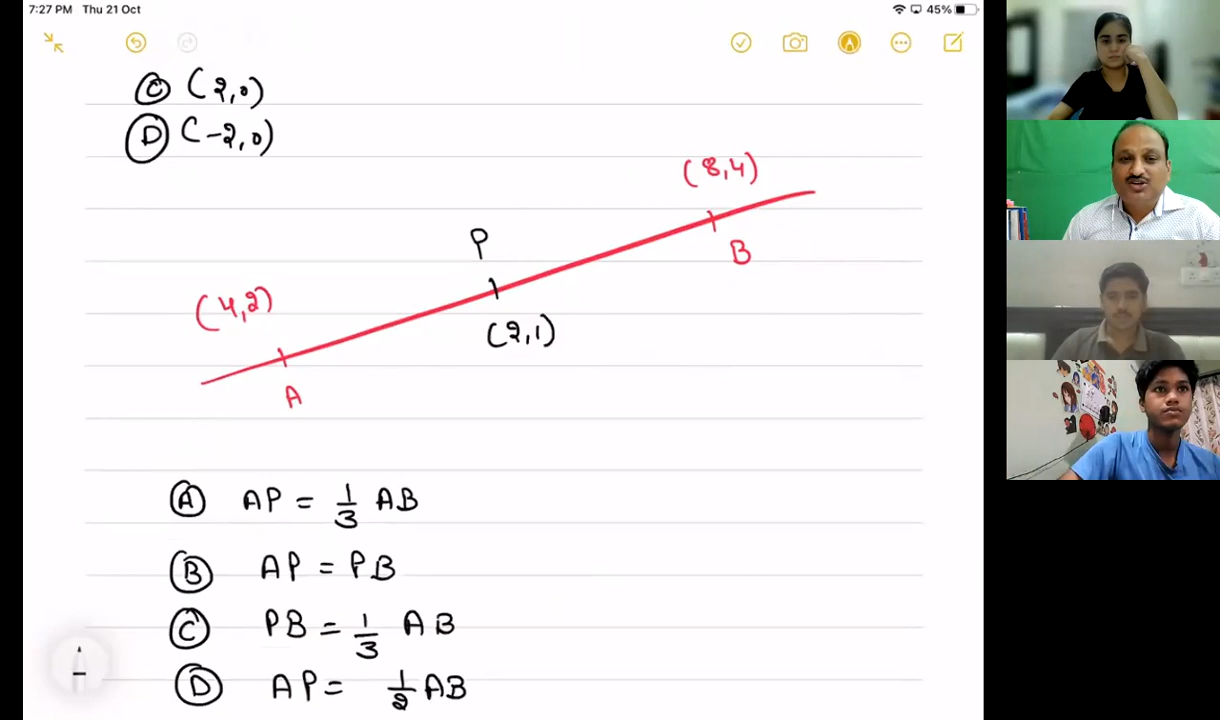 7:27 PM Thu 21 Oct 45%
C (2,0)
D (-2,0)
(8,4)
P
B
(4,2)
(2,1)
A
A AP = 1/3 AB
B AP = PB
C PB = 1/3 AB
D AP = 1/2 AB